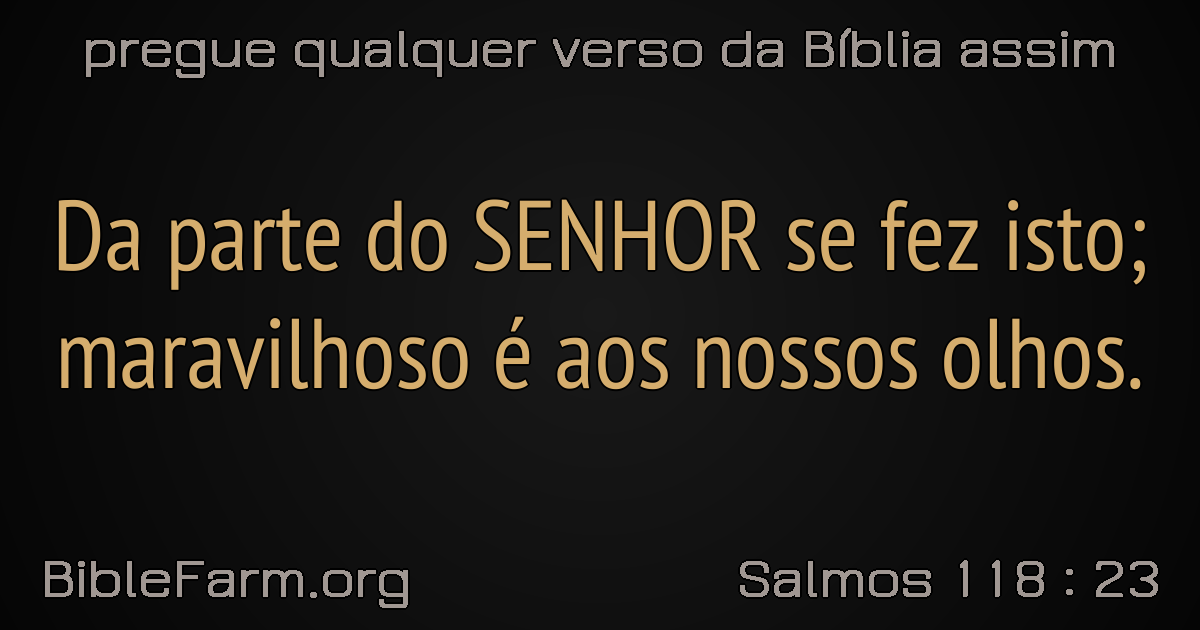 pregue qualquer verso da Bíblia assim
Da parte do SENHOR se fez isto;
maravilhoso é aos nossos olhos.
BibleFarm.org
Salmos 118 : 23